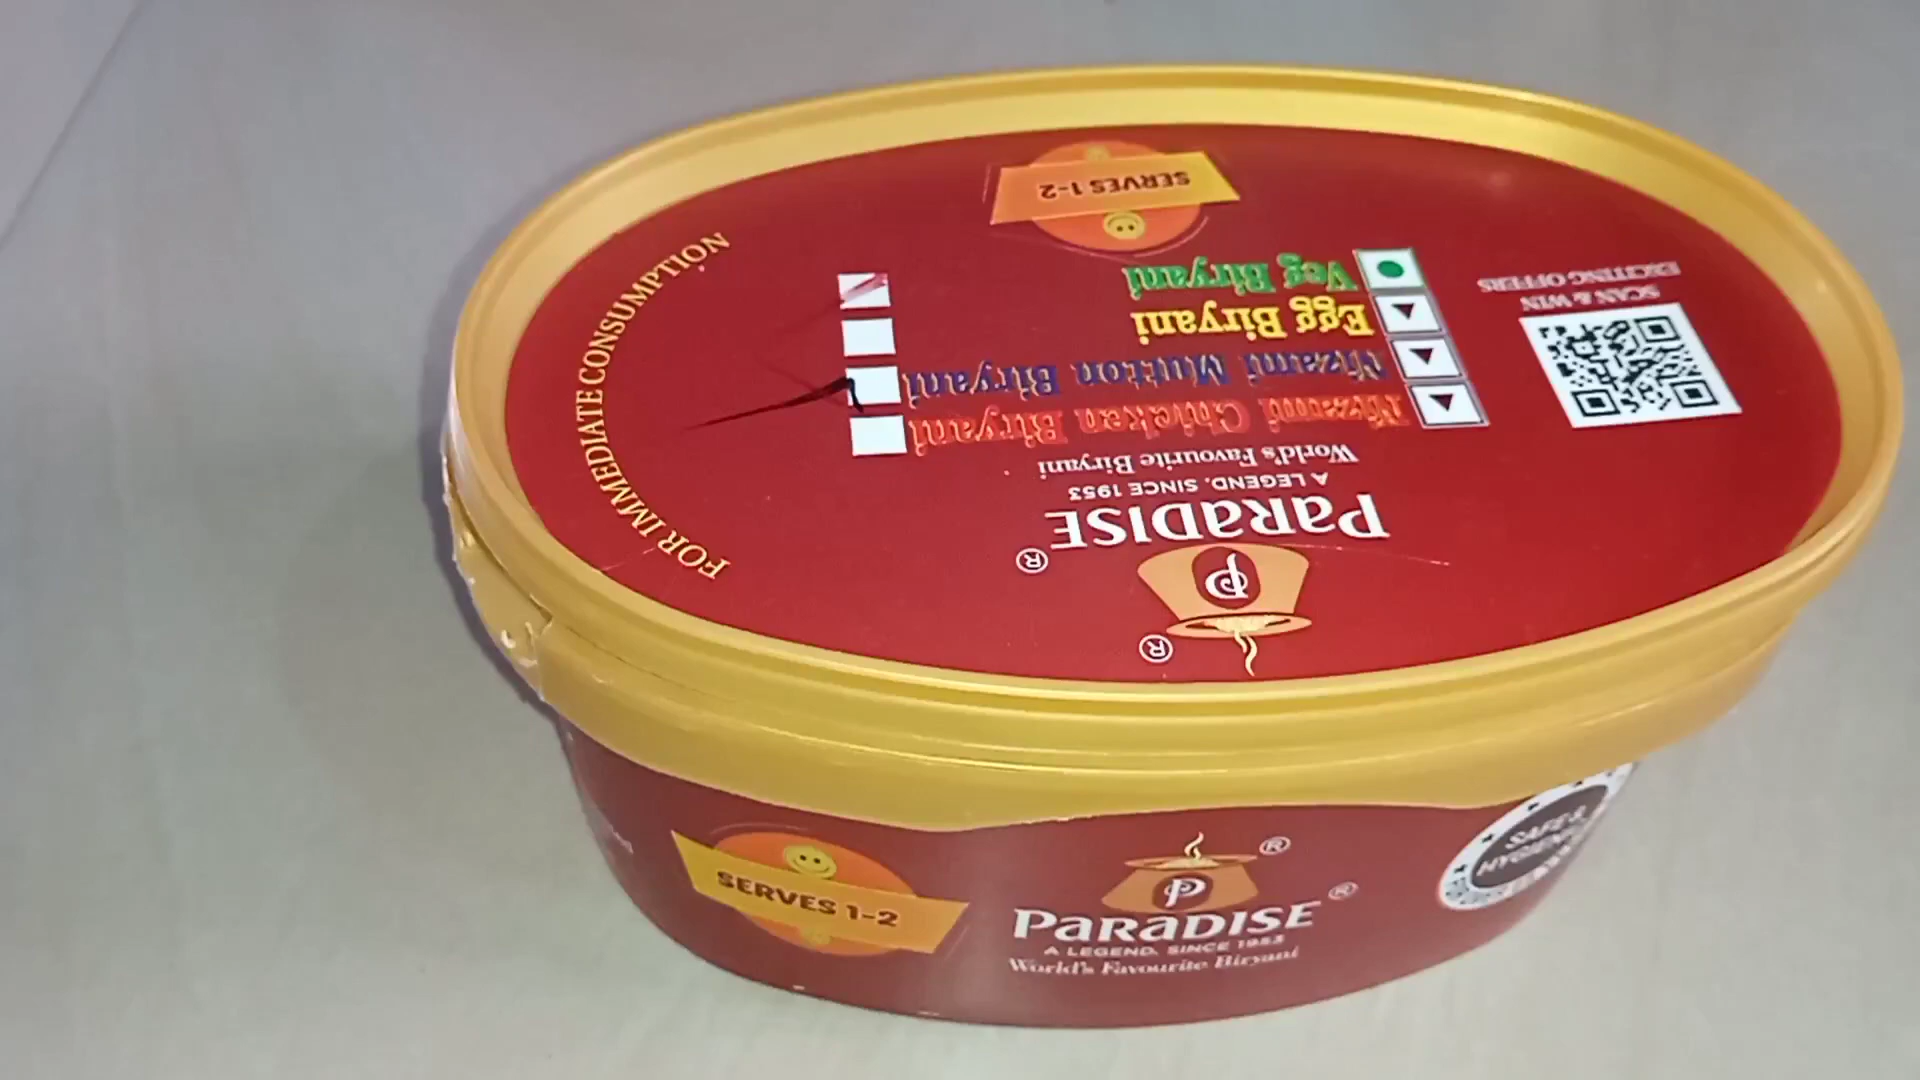 PARADISE
A LEGEND. SINCE 1953
World's Favourite Biryani
Nizami Chicken Biryani
Nizami Mutton Biryani
Egg Biryani
Veg Biryani
SERVES 1-2
SCAN & WIN
EXCITING OFFERS
FOR IMMEDIATE CONSUMPTION
SERVES 1-2
PARADISE
A LEGEND. SINCE 1953
World's Favourite Biryani
SAFE &